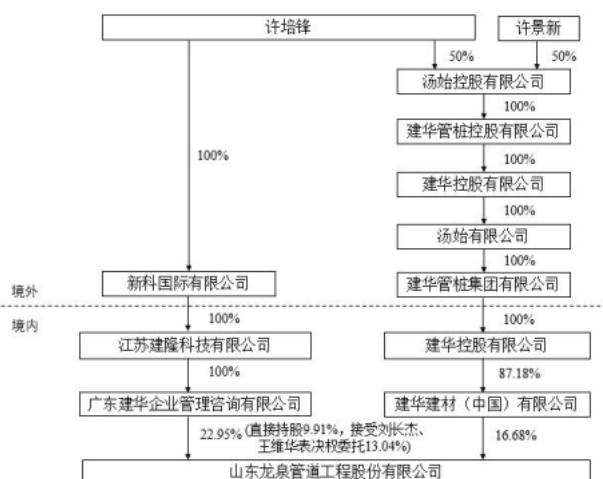 许培锋
许景新
50%
50%
汤始控股有限公司
100%
建华管桩控股有限公司
100%
100%
建华控股有限公司
100%
汤始有限公司
100%
新科国际有限公司
建华管桩集团有限公司
境外
境内
100%
100%
江苏建隆科技有限公司
建华控股有限公司
100%
87.18%
广东建华企业管理咨询有限公司
建华建材（中国）有限公司
22.95%
(直接持股9.91%，接受刘长杰、
王维华表决权委托13.04%)
16.68%
山东龙泉管道工程股份有限公司